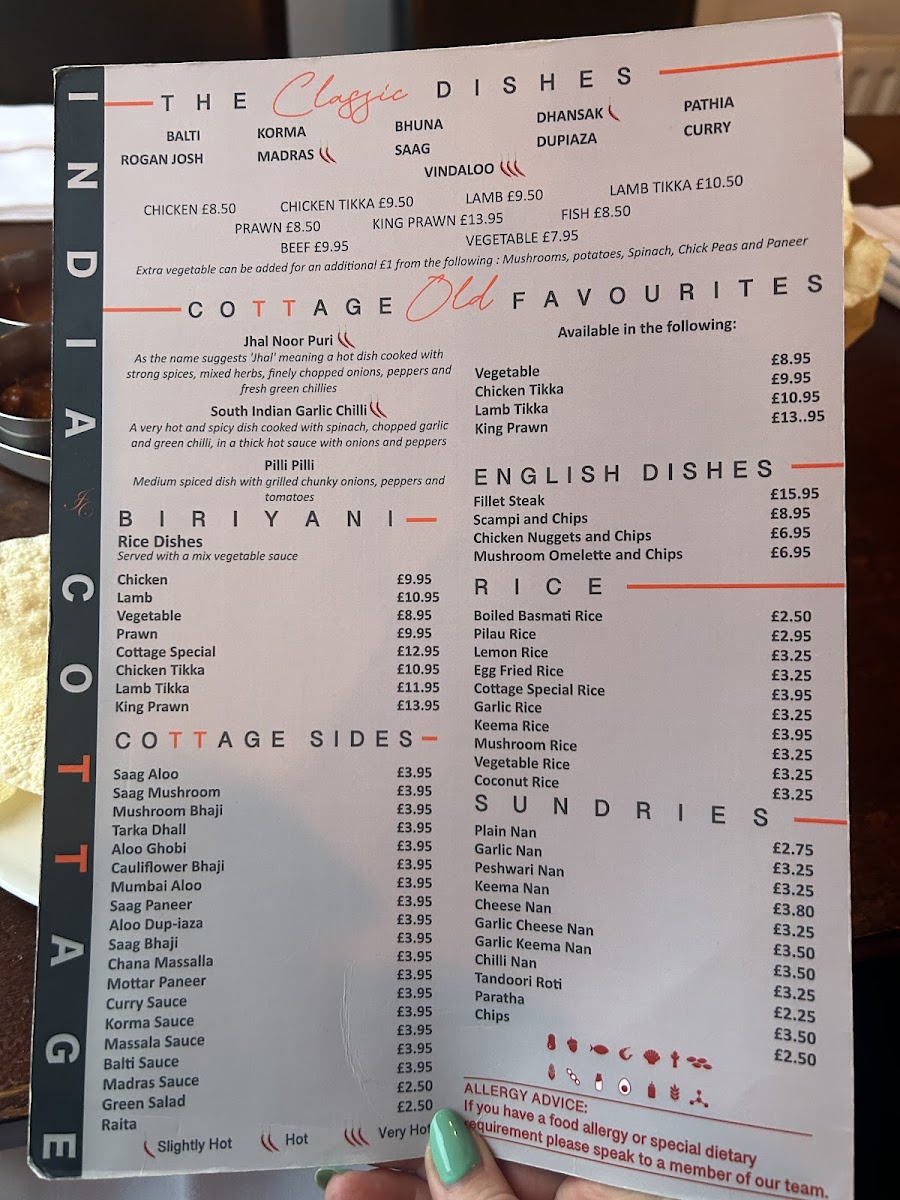 INDIA COTTAGE
THE Classic DISHES
BALTI KORMA BHUNA DHANSAK PATHIA
ROGAN JOSH MADRAS SAAG DUPIAZA CURRY
VINDALOO
CHICKEN £8.50 CHICKEN TIKKA £9.50 LAMB £9.50 LAMB TIKKA £10.50
PRAWN £8.50 KING PRAWN £13.95 FISH £8.50
BEEF £9.95 VEGETABLE £7.95
Extra vegetable can be added for an additional £1 from the following : Mushrooms, potatoes, Spinach, Chick Peas and Paneer
COTTAGE Old FAVOURITES
Jhal Noor Puri
As the name suggests 'Jhal' meaning a hot dish cooked with
strong spices, mixed herbs, finely chopped onions, peppers and
fresh green chillies
South Indian Garlic Chilli
A very hot and spicy dish cooked with spinach, chopped garlic
and green chilli, in a thick hot sauce with onions and peppers
Pilli Pilli
Medium spiced dish with grilled chunky onions, peppers and
tomatoes
Available in the following:
Vegetable £8.95
Chicken Tikka £9.95
Lamb Tikka £10.95
King Prawn £13..95
BIRIYANI
Rice Dishes
Served with a mix vegetable sauce
Chicken £9.95
Lamb £10.95
Vegetable £8.95
Prawn £9.95
Cottage Special £12.95
Chicken Tikka £10.95
Lamb Tikka £11.95
King Prawn £13.95
COTTAGE SIDES
Saag Aloo £3.95
Saag Mushroom £3.95
Mushroom Bhaji £3.95
Tarka Dhall £3.95
Aloo Ghobi £3.95
Cauliflower Bhaji £3.95
Mumbai Aloo £3.95
Saag Paneer £3.95
Aloo Dup-iaza £3.95
Saag Bhaji £3.95
Chana Massalla £3.95
Mottar Paneer £3.95
Curry Sauce £3.95
Korma Sauce £3.95
Massala Sauce £3.95
Balti Sauce £3.95
Madras Sauce £3.95
Green Salad £2.50
Raita £2.50
Slightly Hot Hot Very Hot
ENGLISH DISHES
Fillet Steak £15.95
Scampi and Chips £8.95
Chicken Nuggets and Chips £6.95
Mushroom Omelette and Chips £6.95
RICE
Boiled Basmati Rice £2.50
Pilau Rice £2.95
Lemon Rice £3.25
Egg Fried Rice £3.25
Cottage Special Rice £3.95
Garlic Rice £3.25
Keema Rice £3.95
Mushroom Rice £3.25
Vegetable Rice £3.25
Coconut Rice £3.25
SUNDRIES
Plain Nan £2.75
Garlic Nan £3.25
Peshwari Nan £3.25
Keema Nan £3.80
Cheese Nan £3.25
Garlic Cheese Nan £3.50
Garlic Keema Nan £3.50
Chilli Nan £3.25
Tandoori Roti £2.25
Paratha £3.50
Chips £2.50
ALLERGY ADVICE:
If you have a food allergy or special dietary
requirement please speak to a member of our team.